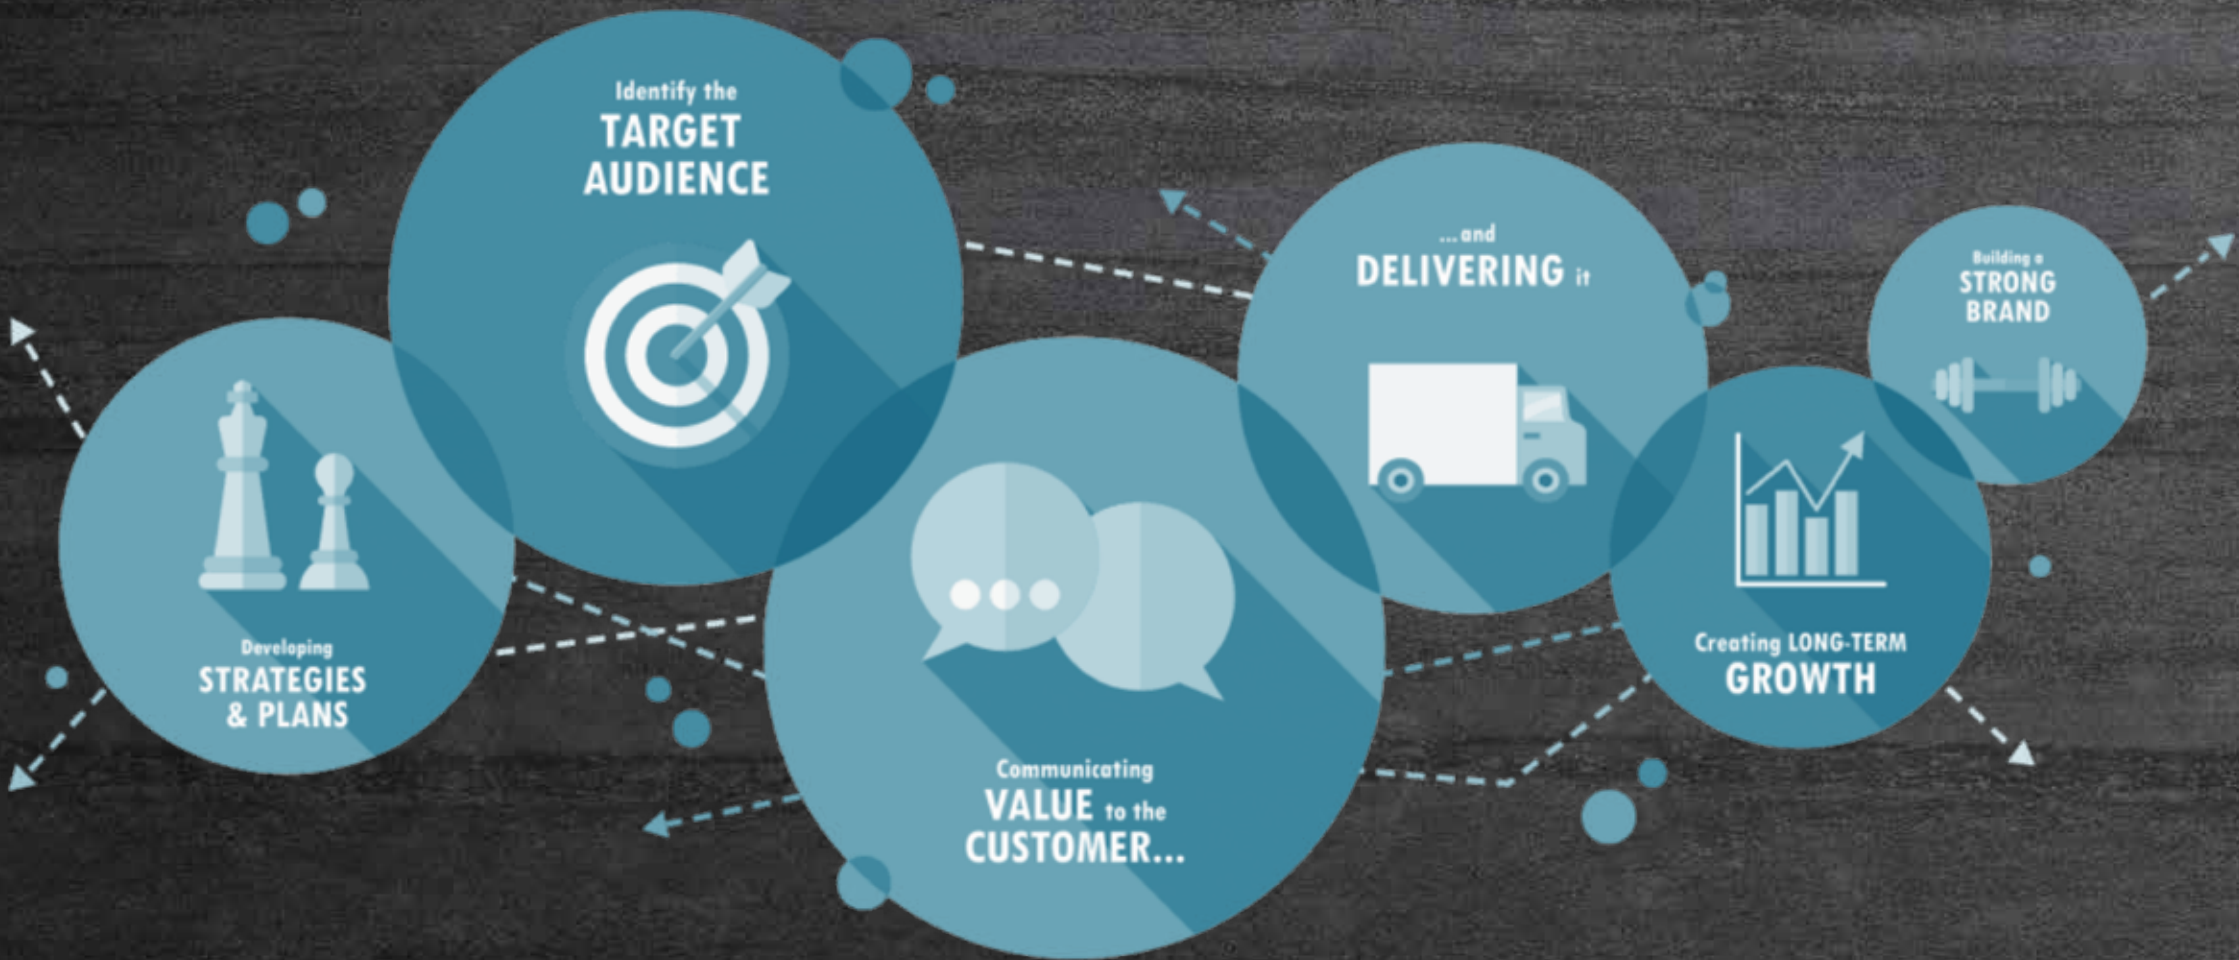 Developing
STRATEGIES
& PLANS
Identify the
TARGET
AUDIENCE
Communicating
VALUE to the
CUSTOMER...
...and
DELIVERING it
Creating LONG-TERM
GROWTH
Building a
STRONG
BRAND